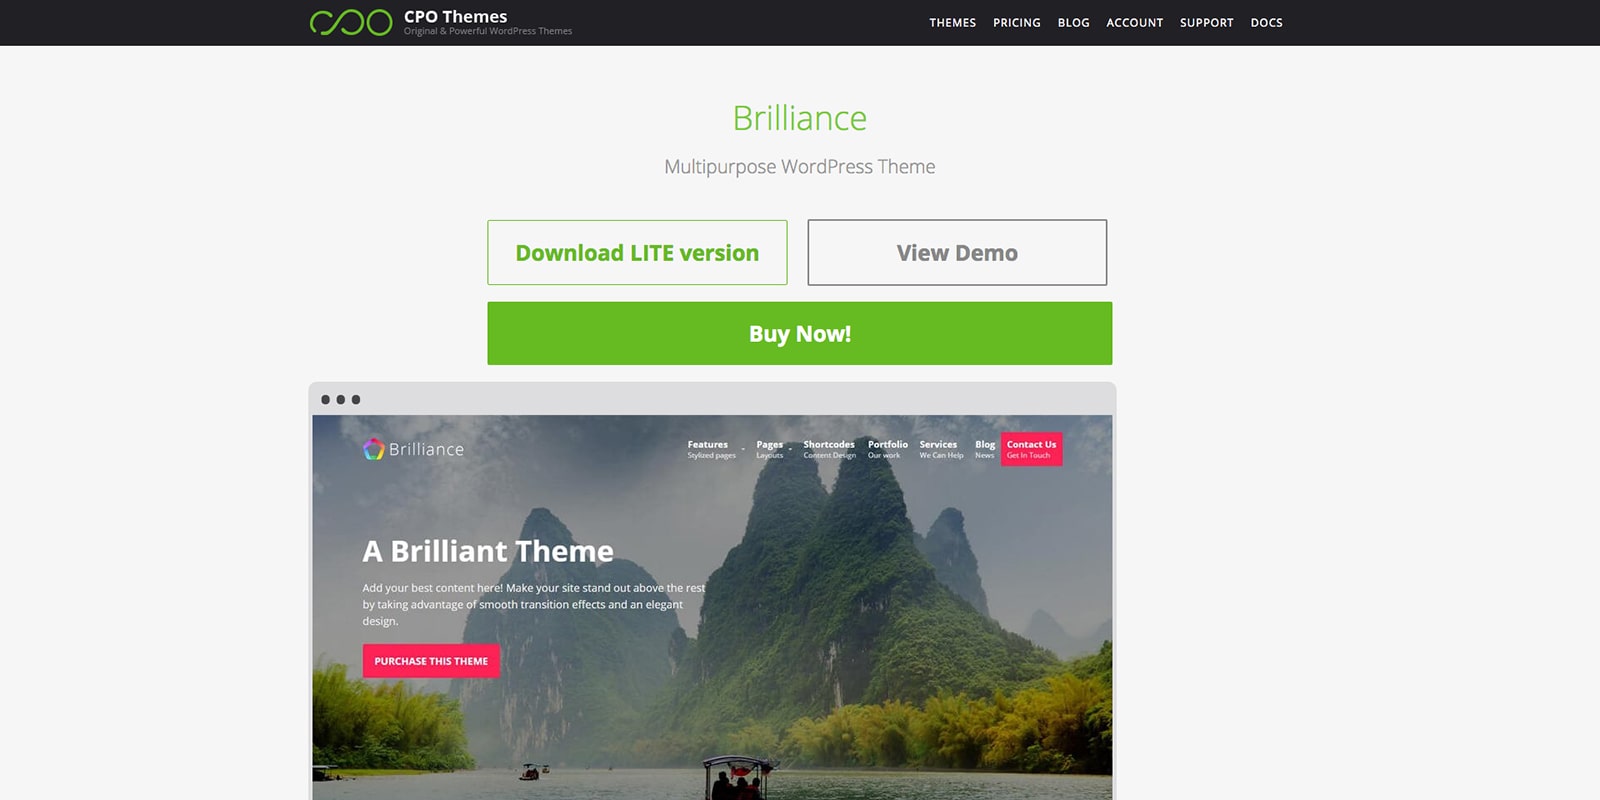 CPO Themes
Original & Powerful WordPress Themes
THEMES PRICING BLOG ACCOUNT SUPPORT DOCS
Brilliance
Multipurpose WordPress Theme
Download LITE version
View Demo
Buy Now!
Brilliance
Features Pages Shortcodes Portfolio Services Blog Contact Us
Stylized pages Layouts Content Design Our work We Can Help News Get In Touch
A Brilliant Theme
Add your best content here! Make your site stand out above the rest
by taking advantage of smooth transition effects and an elegant
design.
PURCHASE THIS THEME